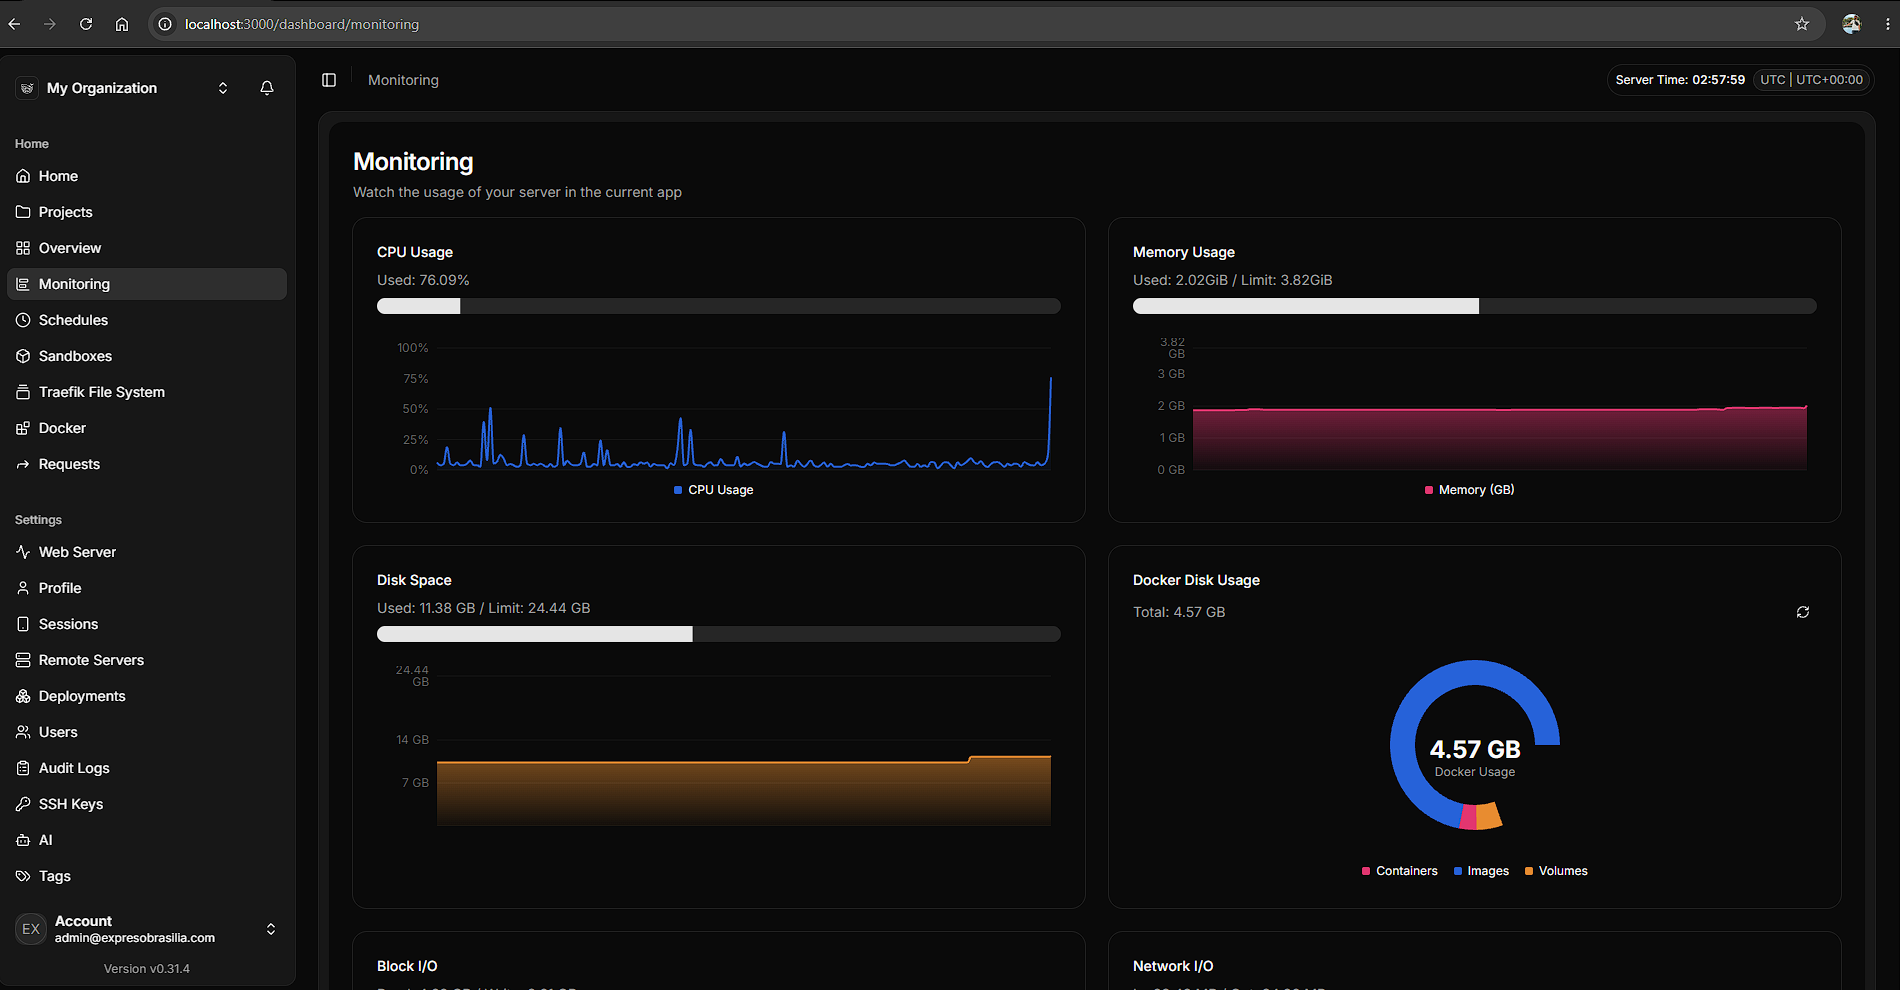 localhost:3000/dashboard/monitoring
My Organization
Home
Home
Projects
Overview
Monitoring
Schedules
Sandboxes
Traefik File System
Docker
Requests
Settings
Web Server
Profile
Sessions
Remote Servers
Deployments
Users
Audit Logs
SSH Keys
AI
Tags
EX
Account
admin@expresobrasilia.com
Version v0.31.4
Monitoring
Server Time: 02:57:59
UTC | UTC+00:00
Monitoring
Watch the usage of your server in the current app
CPU Usage
Used: 76.09%
100%
75%
50%
25%
0%
CPU Usage
Memory Usage
Used: 2.02GiB / Limit: 3.82GiB
3.82
GB
3 GB
2 GB
1 GB
0 GB
Memory (GB)
Disk Space
Used: 11.38 GB / Limit: 24.44 GB
24.44
GB
14 GB
7 GB
Docker Disk Usage
Total: 4.57 GB
4.57 GB
Docker Usage
Containers
Images
Volumes
Block I/O
Network I/O